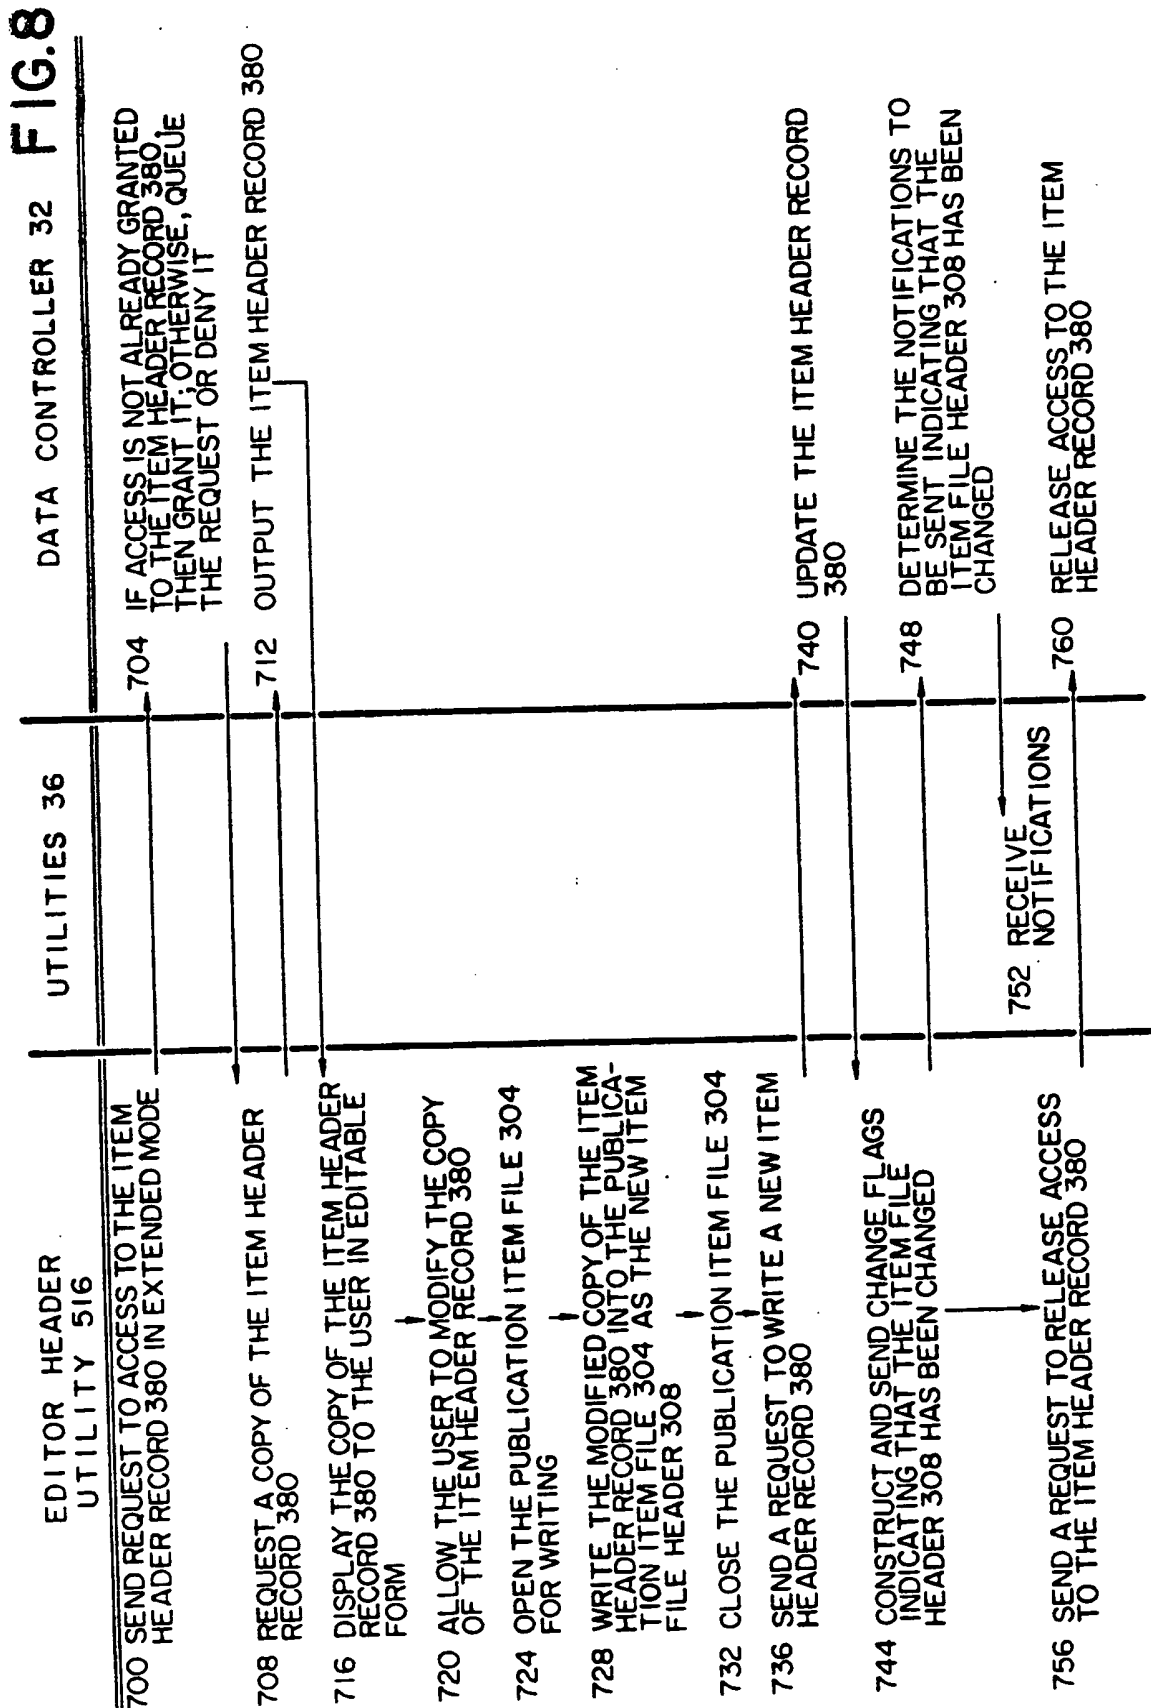 FIG.8
EDITOR HEADER
UTILITY 516
UTILITIES 36
DATA CONTROLLER 32
700 SEND REQUEST TO ACCESS TO THE ITEM
HEADER RECORD 380 IN EXTENDED MODE
704 IF ACCESS IS NOT ALREADY GRANTED
TO THE ITEM HEADER RECORD 380,
THEN GRANT IT; OTHERWISE, QUEUE
THE REQUEST OR DENY IT
708 REQUEST A COPY OF THE ITEM HEADER
RECORD 380
712 OUTPUT THE ITEM HEADER RECORD 380
716 DISPLAY THE COPY OF THE ITEM HEADER
RECORD 380 TO THE USER IN EDITABLE
FORM
720 ALLOW THE USER TO MODIFY THE COPY
OF THE ITEM HEADER RECORD 380
724 OPEN THE PUBLICATION ITEM FILE 304
FOR WRITING
728 WRITE THE MODIFIED COPY OF THE ITEM
HEADER RECORD 380 INTO THE PUBLICA-
TION ITEM FILE 304 AS THE NEW ITEM
FILE HEADER 308
732 CLOSE THE PUBLICATION ITEM FILE 304
736 SEND A REQUEST TO WRITE A NEW ITEM
HEADER RECORD 380
740 UPDATE THE ITEM HEADER RECORD
380
744 CONSTRUCT AND SEND CHANGE FLAGS
INDICATING THAT THE ITEM FILE
HEADER 308 HAS BEEN CHANGED
748 DETERMINE THE NOTIFICATIONS TO
BE SENT INDICATING THAT THE
ITEM FILE HEADER 308 HAS BEEN
CHANGED
752 RECEIVE
NOTIFICATIONS
756 SEND A REQUEST TO RELEASE ACCESS
TO THE ITEM HEADER RECORD 380
760 RELEASE ACCESS TO THE ITEM
HEADER RECORD 380